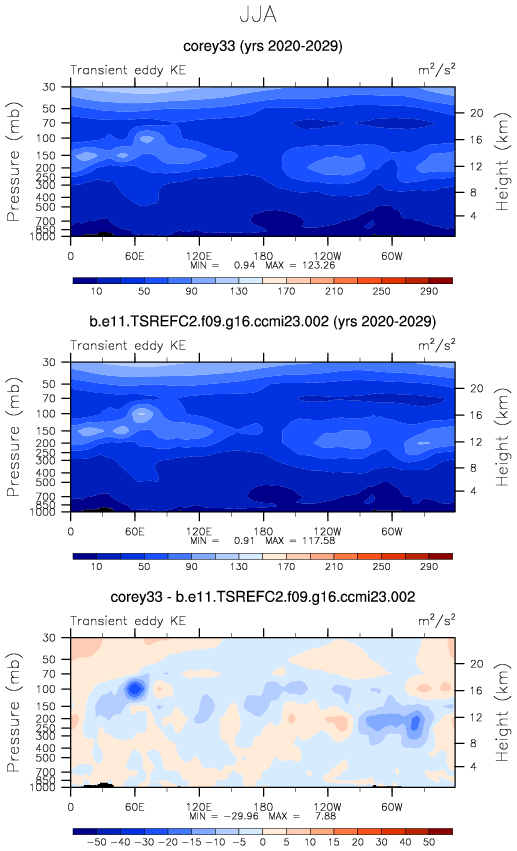 JJA
corey33 (yrs 2020-2029)
Transient eddy KE m²/s²
Pressure (mb)
30
50
70
100
150
200
250
300
400
500
700
850
1000
20
16
12
8
4
Height (km)
0 60E 120E 180 120W 60W
MIN = 0.94 MAX = 123.26
10 50 90 130 170 210 250 290
b.e11.TSREFC2.f09.g16.ccmi23.002 (yrs 2020-2029)
Transient eddy KE m²/s²
Pressure (mb)
30
50
70
100
150
200
250
300
400
500
700
850
1000
20
16
12
8
4
Height (km)
0 60E 120E 180 120W 60W
MIN = 0.91 MAX = 117.58
10 50 90 130 170 210 250 290
corey33 - b.e11.TSREFC2.f09.g16.ccmi23.002
Transient eddy KE m²/s²
Pressure (mb)
30
50
70
100
150
200
250
300
400
500
700
850
1000
20
16
12
8
4
Height (km)
0 60E 120E 180 120W 60W
MIN = −29.96 MAX = 7.88
−50 −40 −30 −20 −15 −10 −5 0 5 10 15 20 30 40 50